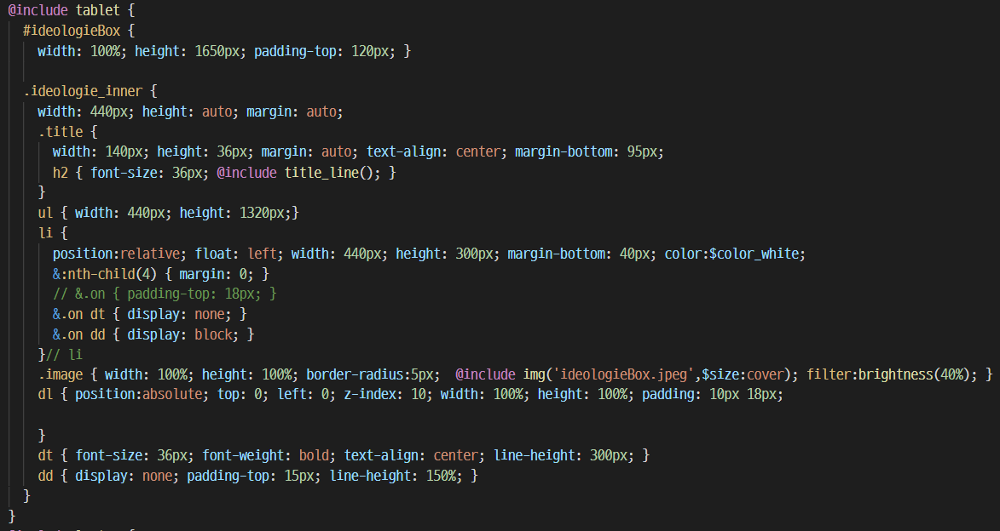 @include tablet {
#ideologieBox {
width: 100%; height: 1650px; padding-top: 120px; }
.ideologie_inner {
width: 440px; height: auto; margin: auto;
.title {
width: 140px; height: 36px; margin: auto; text-align: center; margin-bottom: 95px;
h2 { font-size: 36px; @include title_line(); }
}
ul { width: 440px; height: 1320px;}
li {
position:relative; float: left; width: 440px; height: 300px; margin-bottom: 40px; color:$color_white;
&:nth-child(4) { margin: 0; }
// &.on { padding-top: 18px; }
&.on dt { display: none; }
&.on dd { display: block; }
}// li
.image { width: 100%; height: 100%; border-radius:5px;  @include img('ideologieBox.jpeg',$size:cover); filter:brightness(40%); }
dl { position:absolute; top: 0; left: 0; z-index: 10; width: 100%; height: 100%; padding: 10px 18px;
}
dt { font-size: 36px; font-weight: bold; text-align: center; line-height: 300px; }
dd { display: none; padding-top: 15px; line-height: 150%; }
}
}